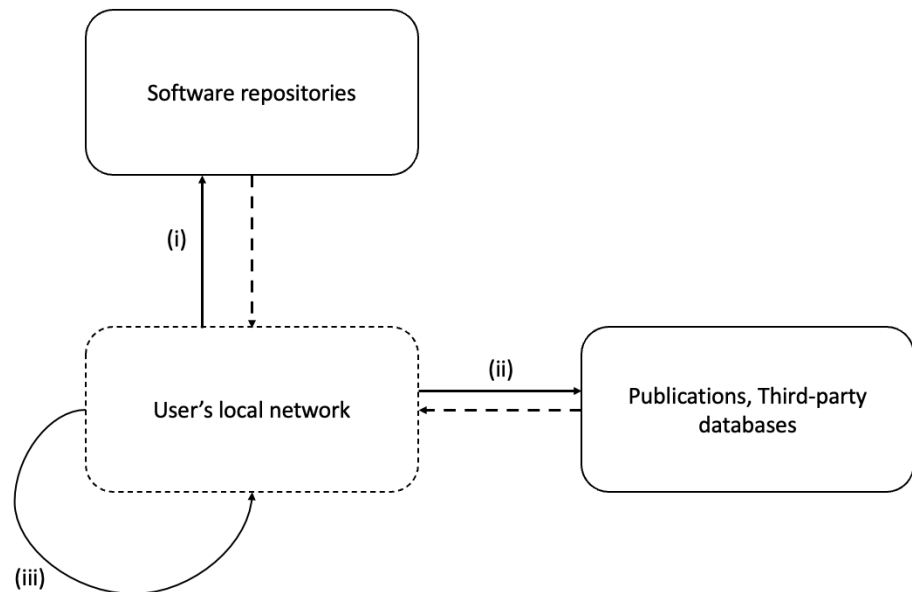 Software repositories
(i)
(ii)
User’s local network
Publications, Third-party
databases
(iii)